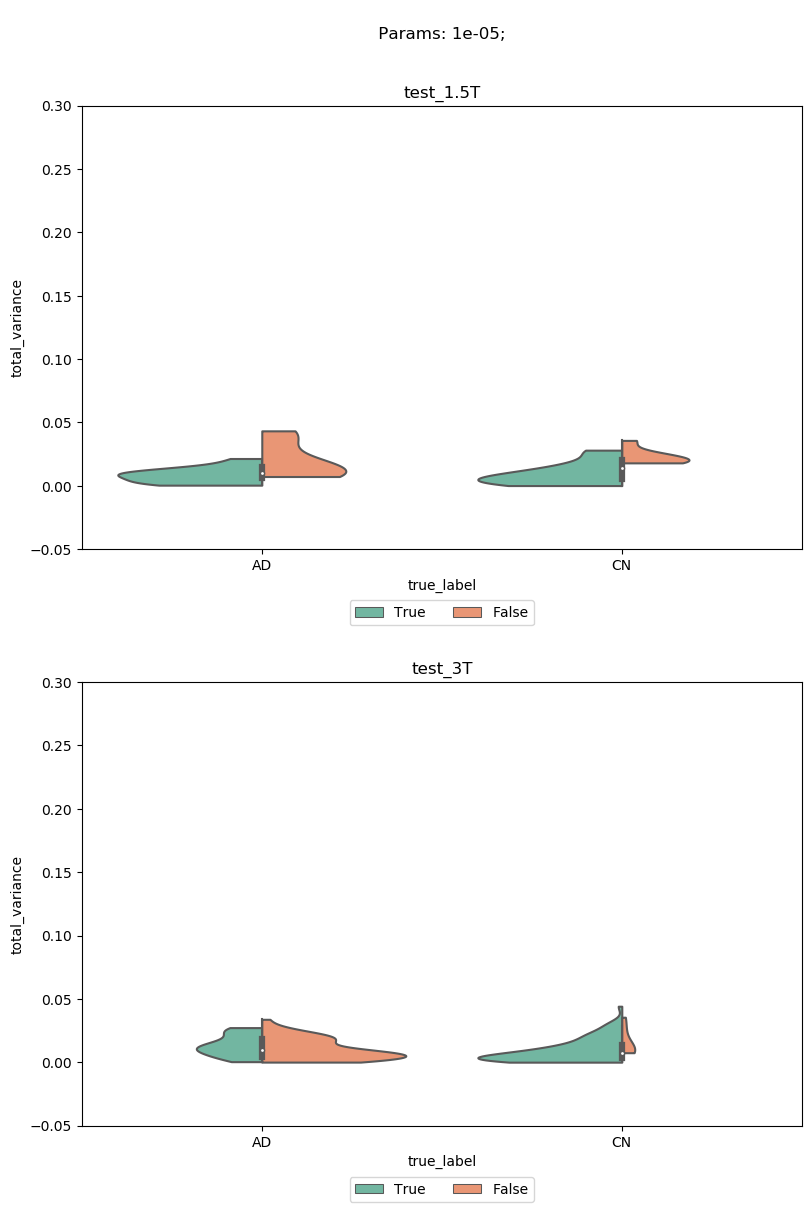 Params: 1e-05;
test_1.5T
0.30
0.25
0.20
0.15
0.10
0.05
0.00
−0.05
total_variance
AD CN
true_label
True False
test_3T
0.30
0.25
0.20
0.15
0.10
0.05
0.00
−0.05
total_variance
AD CN
true_label
True False